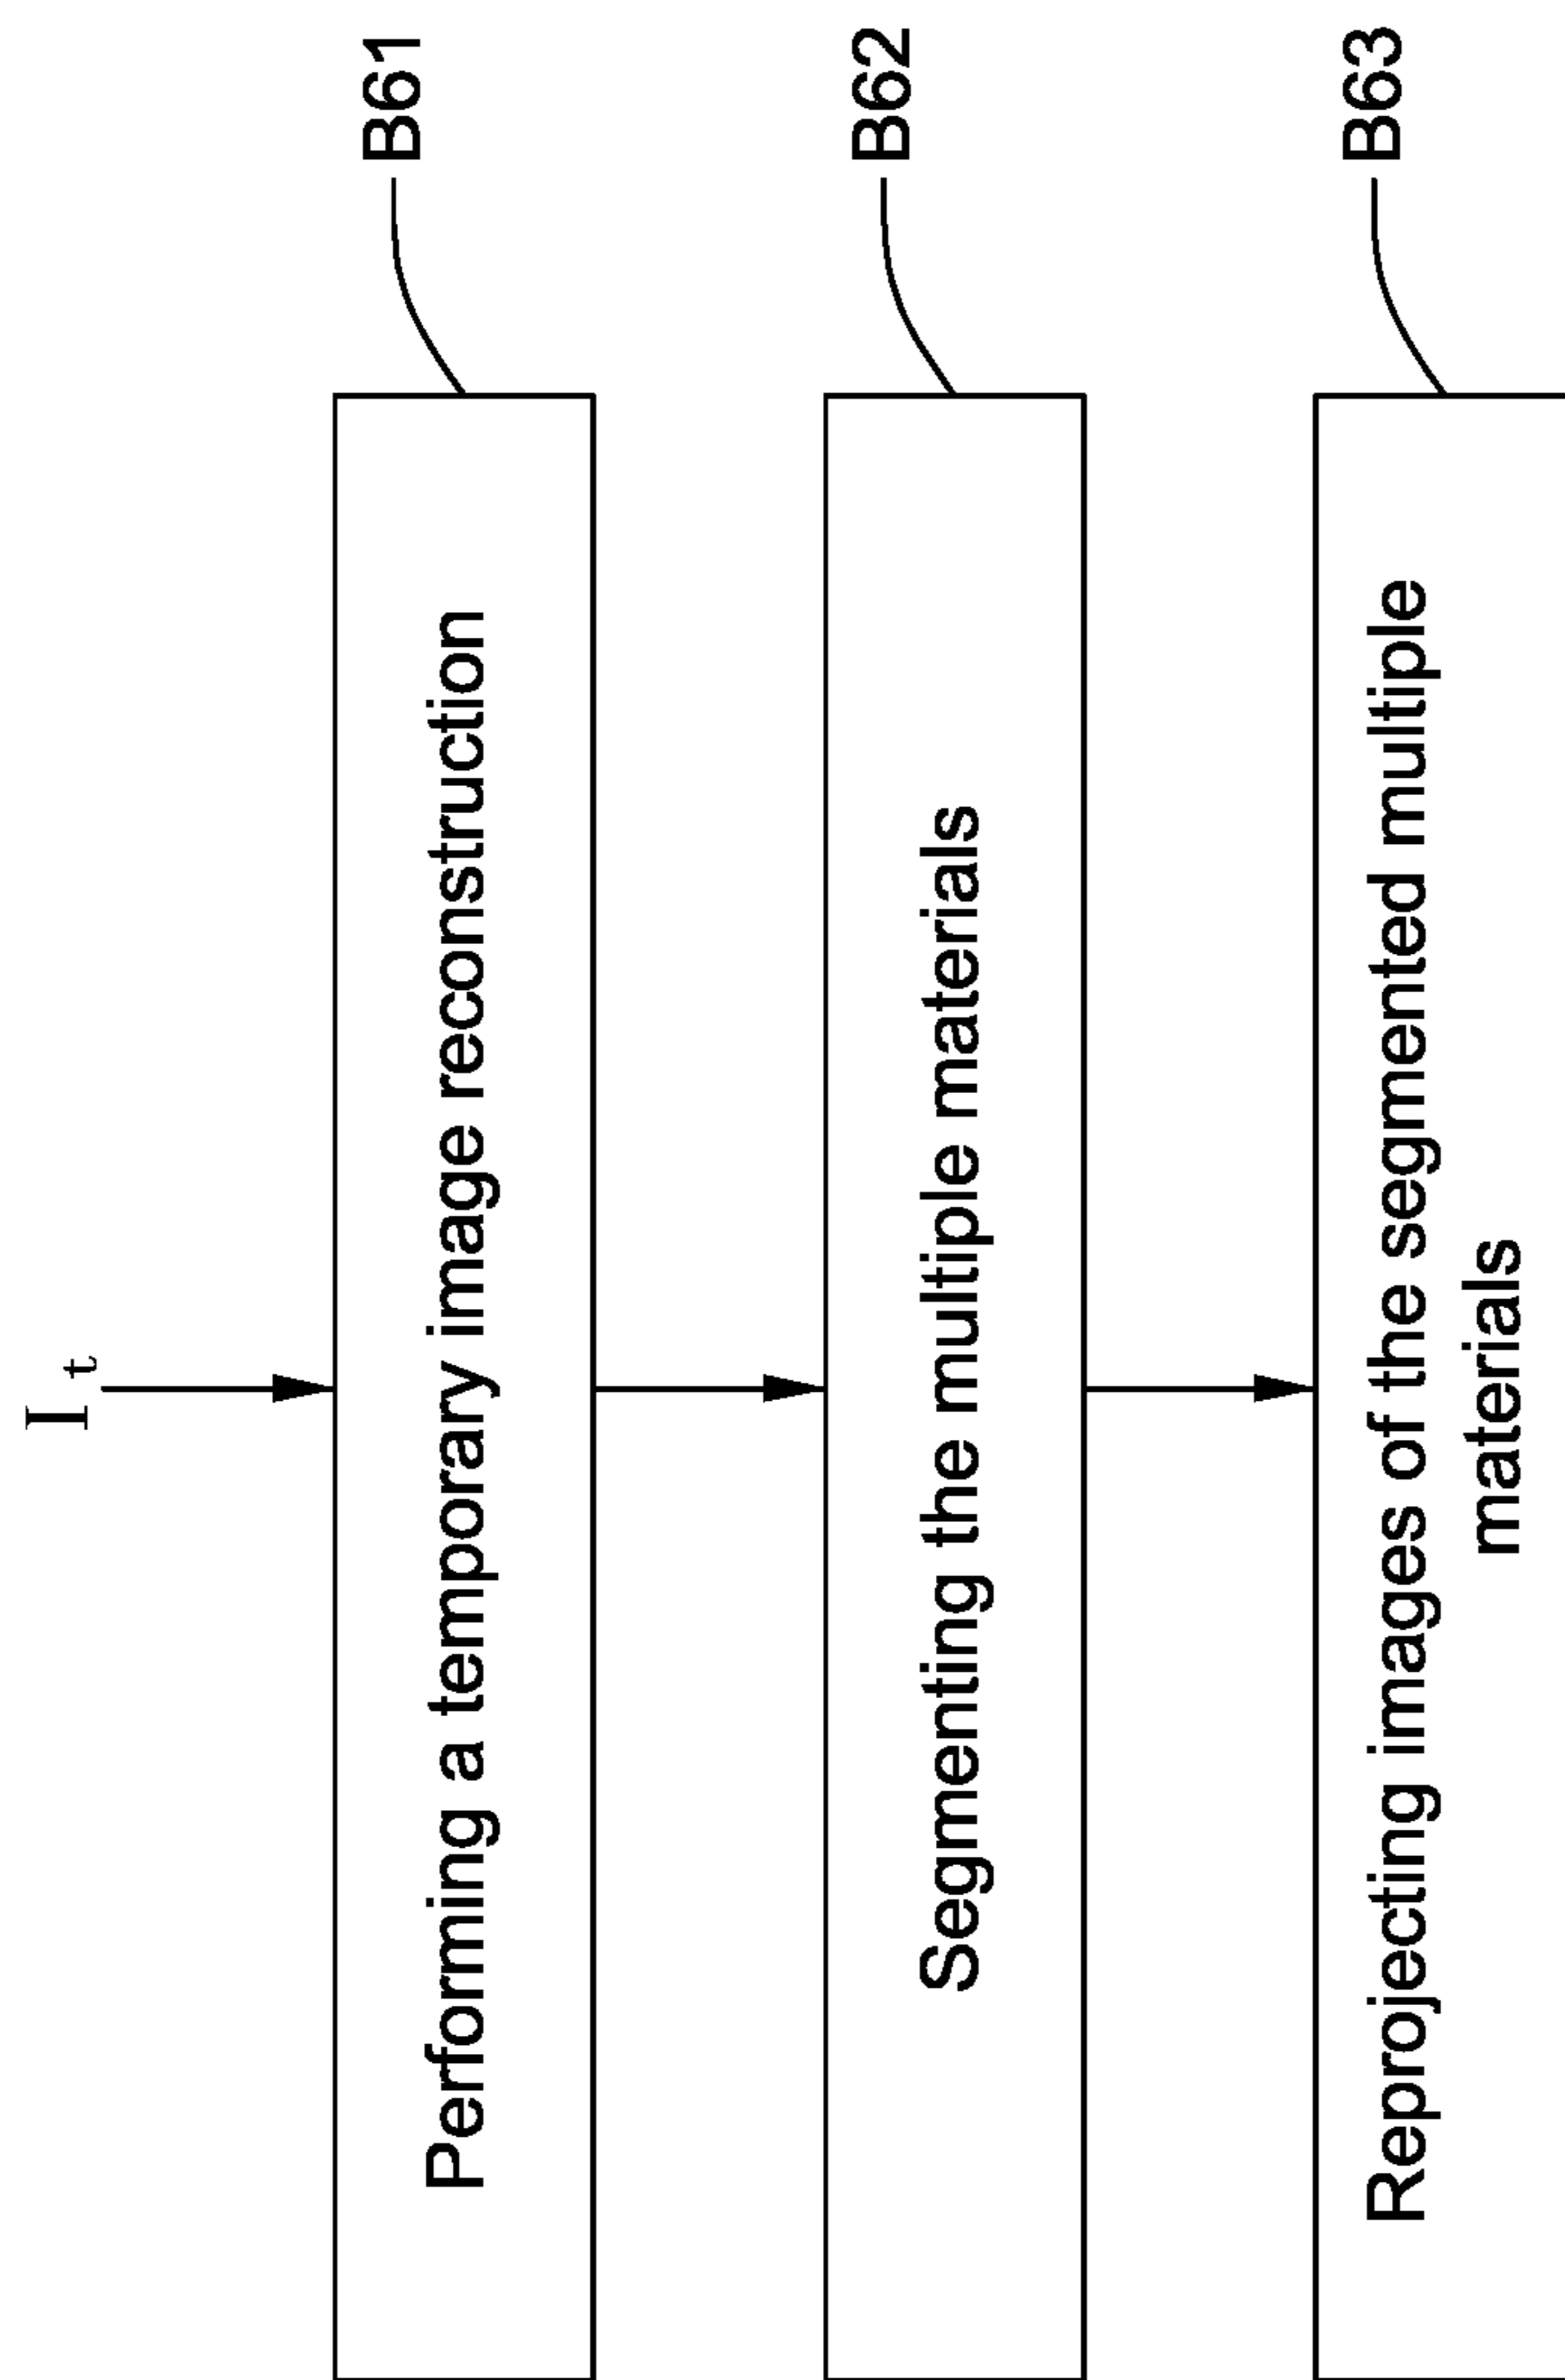 I t
B61
Performing a temporary image reconstruction
B62
Segmenting the multiple materials
B63
Reprojecting images of the segmented multiple
materials